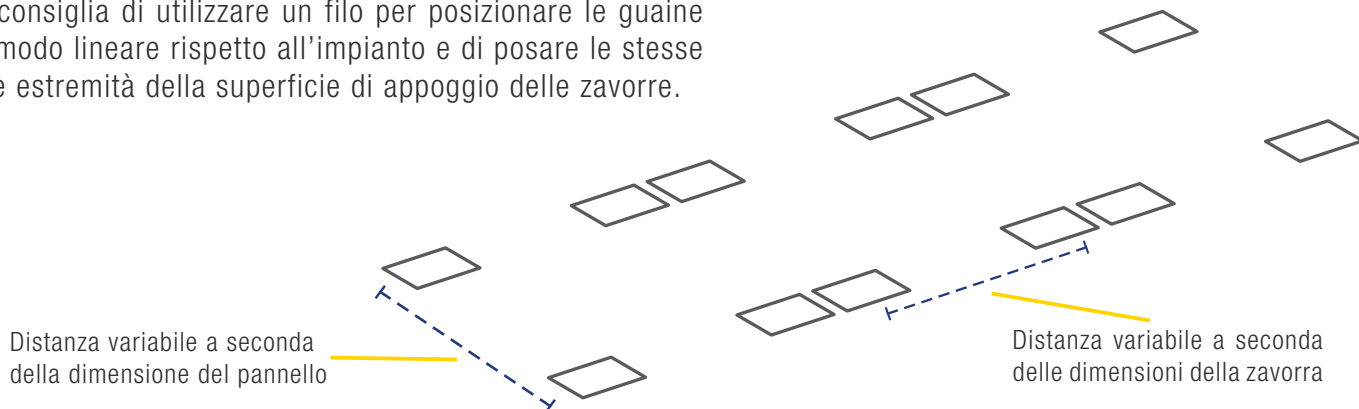 consiglia di utilizzare un filo per posizionare le guaine
modo lineare rispetto all'impianto e di posare le stesse
e estremità della superficie di appoggio delle zavorre.
Distanza variabile a seconda
della dimensione del pannello
Distanza variabile a seconda
delle dimensioni della zavorra